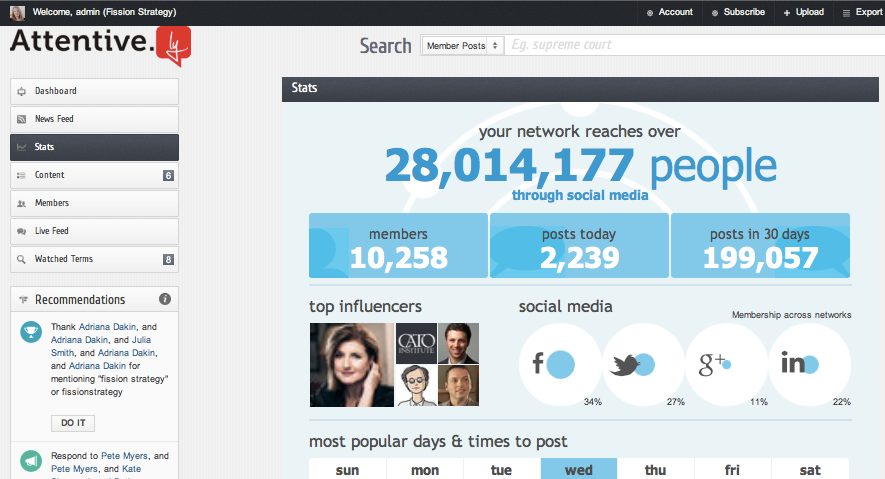 Welcome, admin (Fission Strategy)
Account
Subscribe
Upload
Export
Attentive.ly
Search
Member Posts
E.g. supreme court
Dashboard
News Feed
Stats
Content 6
Members
Live Feed
Watched Terms 8
Recommendations
Thank Adriana Dakin, and
Adriana Dakin, and Julia
Smith, and Adriana Dakin,
and Adriana Dakin for
mentioning "fission strategy"
or fissionstrategy
DO IT
Respond to Pete Myers, and
Pete Myers, and Kate
Stats
your network reaches over
28,014,177 people
through social media
members
10,258
posts today
2,239
posts in 30 days
199,057
top influencers
CATO
INSTITUTE
social media
Membership across networks
f
34%
27%
g+
11%
in
22%
most popular days & times to post
sun mon tue wed thu fri sat